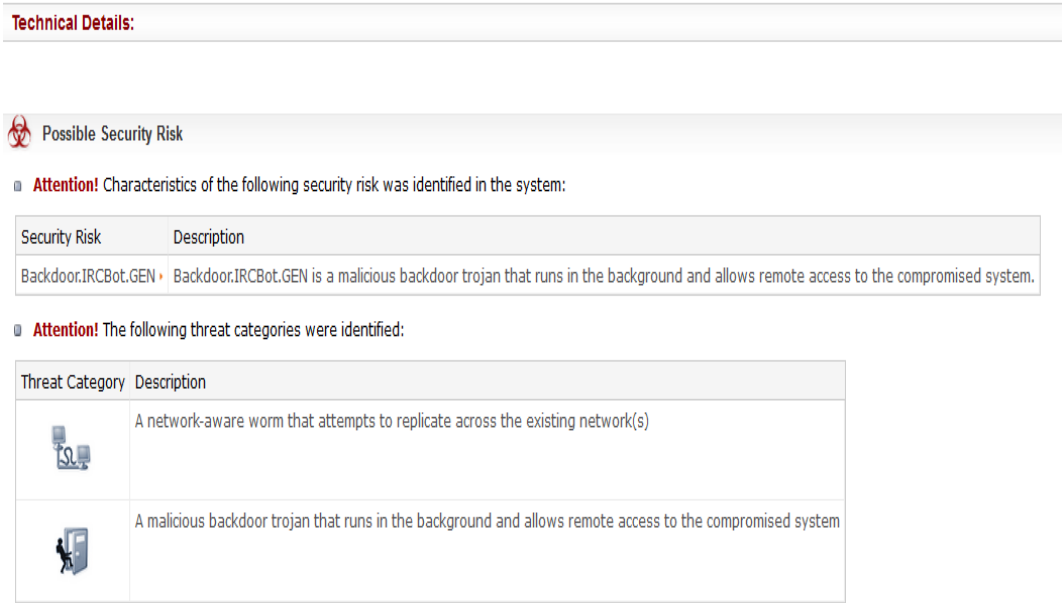 Technical Details:
Possible Security Risk
Attention! Characteristics of the following security risk was identified in the system:
Security Risk Description
Backdoor.IRCBot.GEN Backdoor.IRCBot.GEN is a malicious backdoor trojan that runs in the background and allows remote access to the compromised system.
Attention! The following threat categories were identified:
Threat Category Description
A network-aware worm that attempts to replicate across the existing network(s)
A malicious backdoor trojan that runs in the background and allows remote access to the compromised system